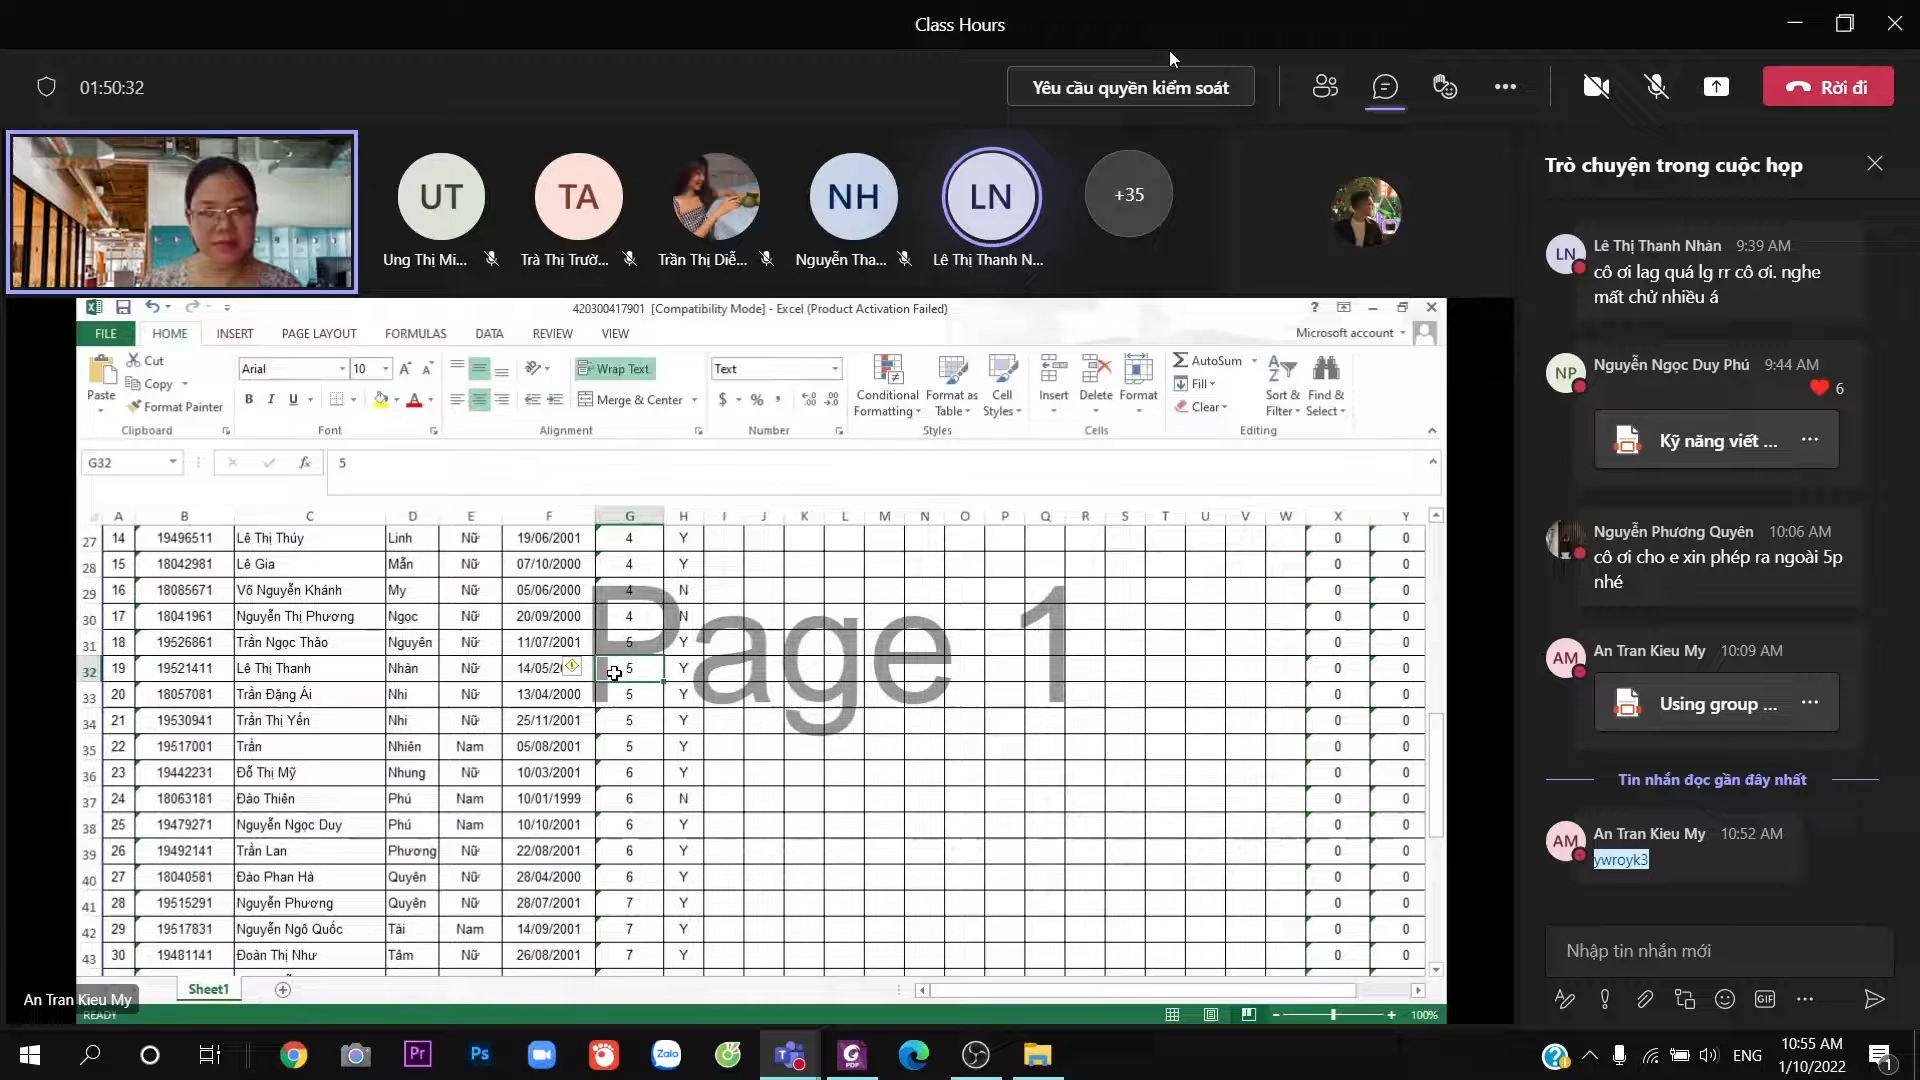 Class Hours
01:50:32
Yêu cầu quyền kiểm soát
Rời đi
UT
TA
NH
LN
+35
Ung Thị Mi...
Trà Thị Trườ...
Trần Thị Diễ...
Nguyễn Tha...
Lê Thị Thanh N...
Trò chuyện trong cuộc họp
LN
Lê Thị Thanh Nhàn 9:39 AM
cô ơi lag quá lg rr cô ơi. nghe
mất chử nhiều á
NP
Nguyễn Ngọc Duy Phú 9:44 AM
6
Kỹ năng viết ...
Nguyễn Phương Quyên 10:06 AM
cô ơi cho e xin phép ra ngoài 5p
nhé
AM
An Tran Kieu My 10:09 AM
Using group ...
Tin nhắn đọc gần đây nhất
AM
An Tran Kieu My 10:52 AM
ywroyk3
Nhập tin nhắn mới
GIF
420300417901 [Compatibility Mode] - Excel (Product Activation Failed)
FILE HOME INSERT PAGE LAYOUT FORMULAS DATA REVIEW VIEW
Microsoft account
Paste
Cut
Copy
Format Painter
Clipboard
Arial 10
B I U
Font
Wrap Text
Merge & Center
Alignment
Text
$ % ,
Number
Conditional Formatting
Format as Table
Cell Styles
Styles
Insert Delete Format
Cells
AutoSum
Fill
Clear
Sort & Filter
Find & Select
Editing
G32
fx
5
A B C D E F G H I J K L M N O P Q R S T U V W X Y
27 14 19496511 Lê Thị Thúy Linh Nữ 19/06/2001 4 Y 0 0
28 15 18042981 Lê Gia Mẫn Nữ 07/10/2000 4 Y 0 0
29 16 18085671 Võ Nguyễn Khánh My Nữ 05/06/2000 4 N 0 0
30 17 18041961 Nguyễn Thị Phương Ngọc Nữ 20/09/2000 4 N 0 0
31 18 19526861 Trần Ngọc Thảo Nguyên Nữ 11/07/2001 5 Y 0 0
32 19 19521411 Lê Thị Thanh Nhàn Nữ 14/05/2 5 Y 0 0
33 20 18057081 Trần Đặng Ái Nhi Nữ 13/04/2000 5 Y 0 0
34 21 19530941 Trần Thị Yến Nhi Nữ 25/11/2001 5 Y 0 0
35 22 19517001 Trần Nhiên Nam 05/08/2001 5 Y 0 0
36 23 19442231 Đỗ Thị Mỹ Nhung Nữ 10/03/2001 6 Y 0 0
37 24 18063181 Đào Thiên Phú Nam 10/01/1999 6 N 0 0
38 25 19479271 Nguyễn Ngọc Duy Phú Nam 10/10/2001 6 Y 0 0
39 26 19492141 Trần Lan Phương Nữ 22/08/2001 6 Y 0 0
40 27 18040581 Đào Phan Hà Quyên Nữ 28/04/2000 6 Y 0 0
41 28 19515291 Nguyễn Phương Quyên Nữ 28/07/2001 7 Y 0 0
42 29 19517831 Nguyễn Ngô Quốc Tài Nam 14/09/2001 7 Y 0 0
43 30 19481141 Đoàn Thị Như Tâm Nữ 26/08/2001 7 Y 0 0
Page 1
Sheet1
An Tran Kieu My
READY
100%
Pr
Ps
Zalo
PDF
ENG
10:55 AM
1/10/2022
1